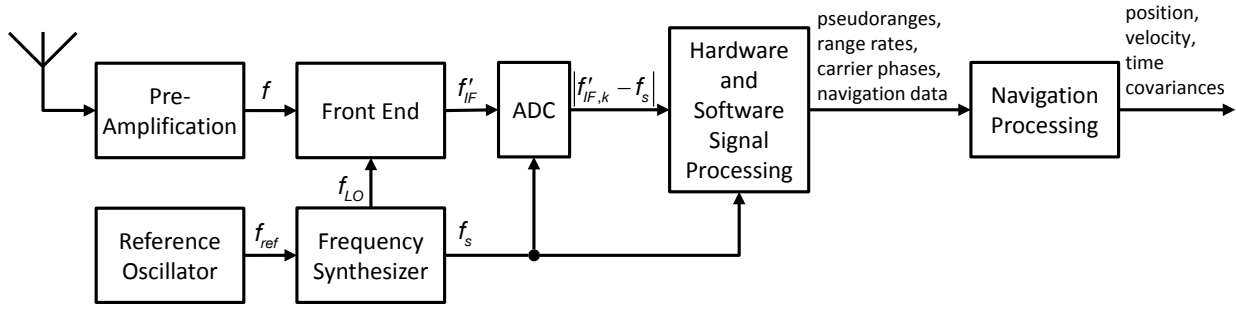 Pre-
Amplification
f
Front End
f′IF
ADC
|f′IF,k – fs|
Hardware
and
Software
Signal
Processing
pseudoranges,
range rates,
carrier phases,
navigation data
Navigation
Processing
position,
velocity,
time
covariances
fLO
Reference
Oscillator
fref
Frequency
Synthesizer
fs